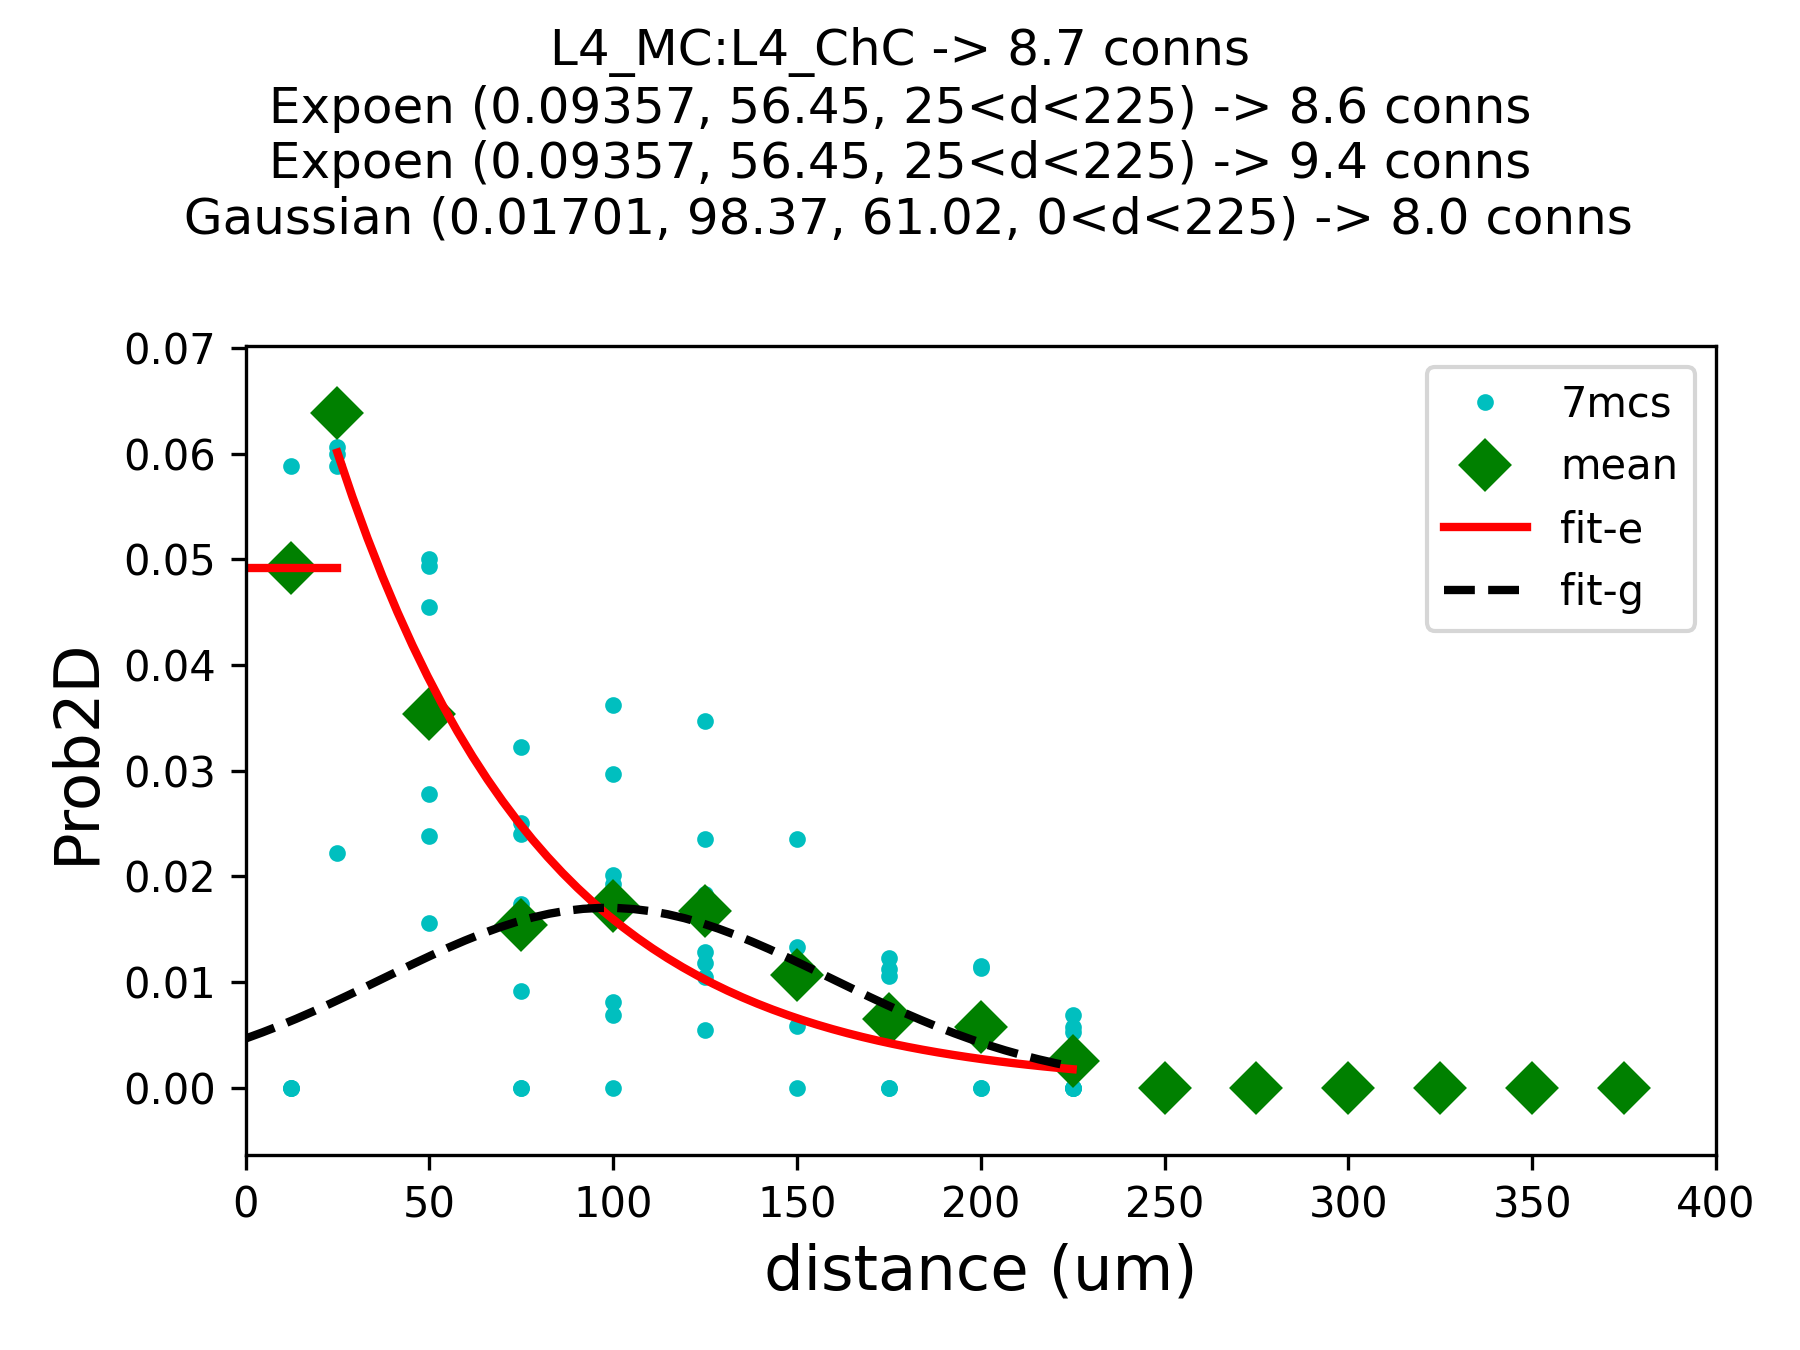 L4_MC:L4_ChC -> 8.7 conns
Expoen (0.09357, 56.45, 25<d<225) -> 8.6 conns
Expoen (0.09357, 56.45, 25<d<225) -> 9.4 conns
Gaussian (0.01701, 98.37, 61.02, 0<d<225) -> 8.0 conns
0.07
0.06
0.05
0.04
0.03
0.02
0.01
0.00
Prob2D
7mcs
mean
fit-e
fit-g
0 50 100 150 200 250 300 350 400
distance (um)